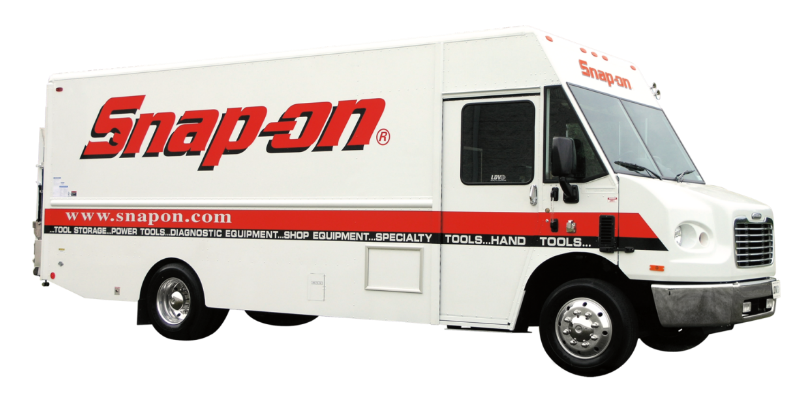 Snap-on
Snap-on®
www.snapon.com
...TOOL STORAGE...POWER TOOLS...DIAGNOSTIC EQUIPMENT...SHOP EQUIPMENT...SPECIALTY TOOLS...HAND TOOLS...